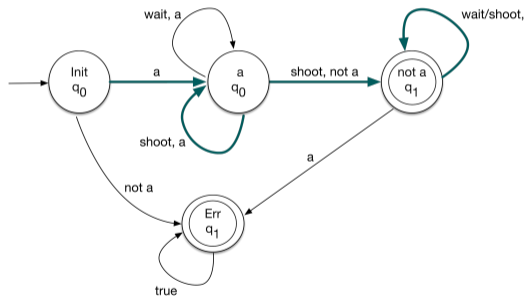 wait, a
wait/shoot,
Init
q0
a
a
q0
shoot, not a
not a
q1
shoot, a
a
not a
Err
q1
true